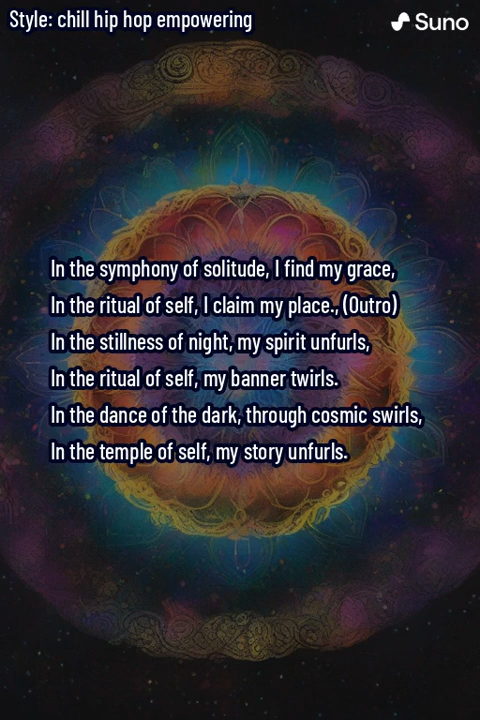 Style: chill hip hop empowering
Suno
In the symphony of solitude, I find my grace,
In the ritual of self, I claim my place., (Outro)
In the stillness of night, my spirit unfurls,
In the ritual of self, my banner twirls.
In the dance of the dark, through cosmic swirls,
In the temple of self, my story unfurls.